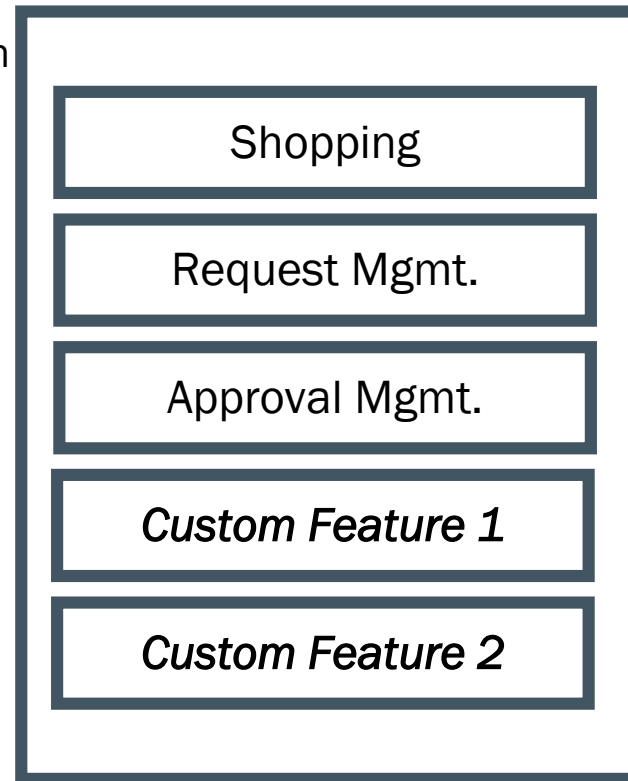 Shopping
Request Mgmt.
Approval Mgmt.
Custom Feature 1
Custom Feature 2